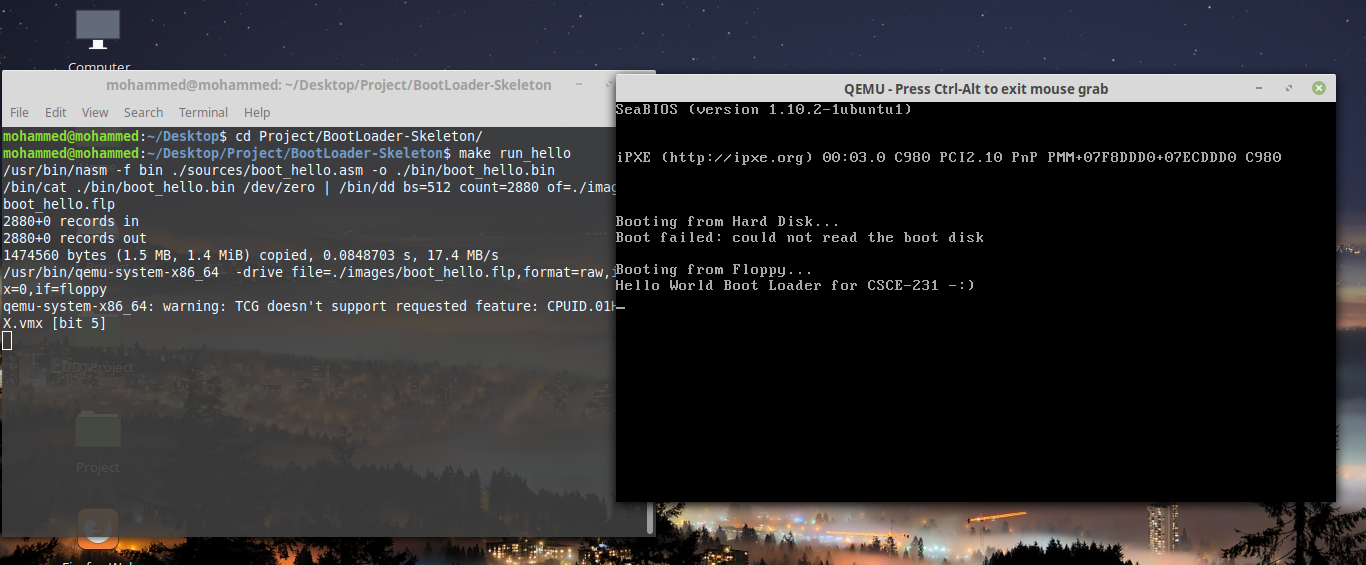 Computer
mohammed@mohammed: ~/Desktop/Project/BootLoader-Skeleton
File Edit View Search Terminal Help
mohammed@mohammed:~/Desktop$ cd Project/BootLoader-Skeleton/
mohammed@mohammed:~/Desktop/Project/BootLoader-Skeleton$ make run_hello
/usr/bin/nasm -f bin ./sources/boot_hello.asm -o ./bin/boot_hello.bin
/bin/cat ./bin/boot_hello.bin /dev/zero | /bin/dd bs=512 count=2880 of=./imag
boot_hello.flp
2880+0 records in
2880+0 records out
1474560 bytes (1.5 MB, 1.4 MiB) copied, 0.0848703 s, 17.4 MB/s
/usr/bin/qemu-system-x86_64  -drive file=./images/boot_hello.flp,format=raw,i
x=0,if=floppy
qemu-system-x86_64: warning: TCG doesn't support requested feature: CPUID.01H
X.vmx [bit 5]
Project
QEMU - Press Ctrl-Alt to exit mouse grab
SeaBIOS (version 1.10.2-1ubuntu1)
iPXE (http://ipxe.org) 00:03.0 C980 PCI2.10 PnP PMM+07F8DDD0+07ECDDD0 C980
Booting from Hard Disk...
Boot failed: could not read the boot disk
Booting from Floppy...
Hello World Boot Loader for CSCE-231 -:)